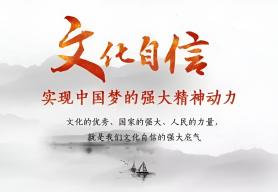 文化自信
实现中国梦的强大精神动力
文化的优秀、国家的强大、人民的力量，
就是我们文化自信的强大底气